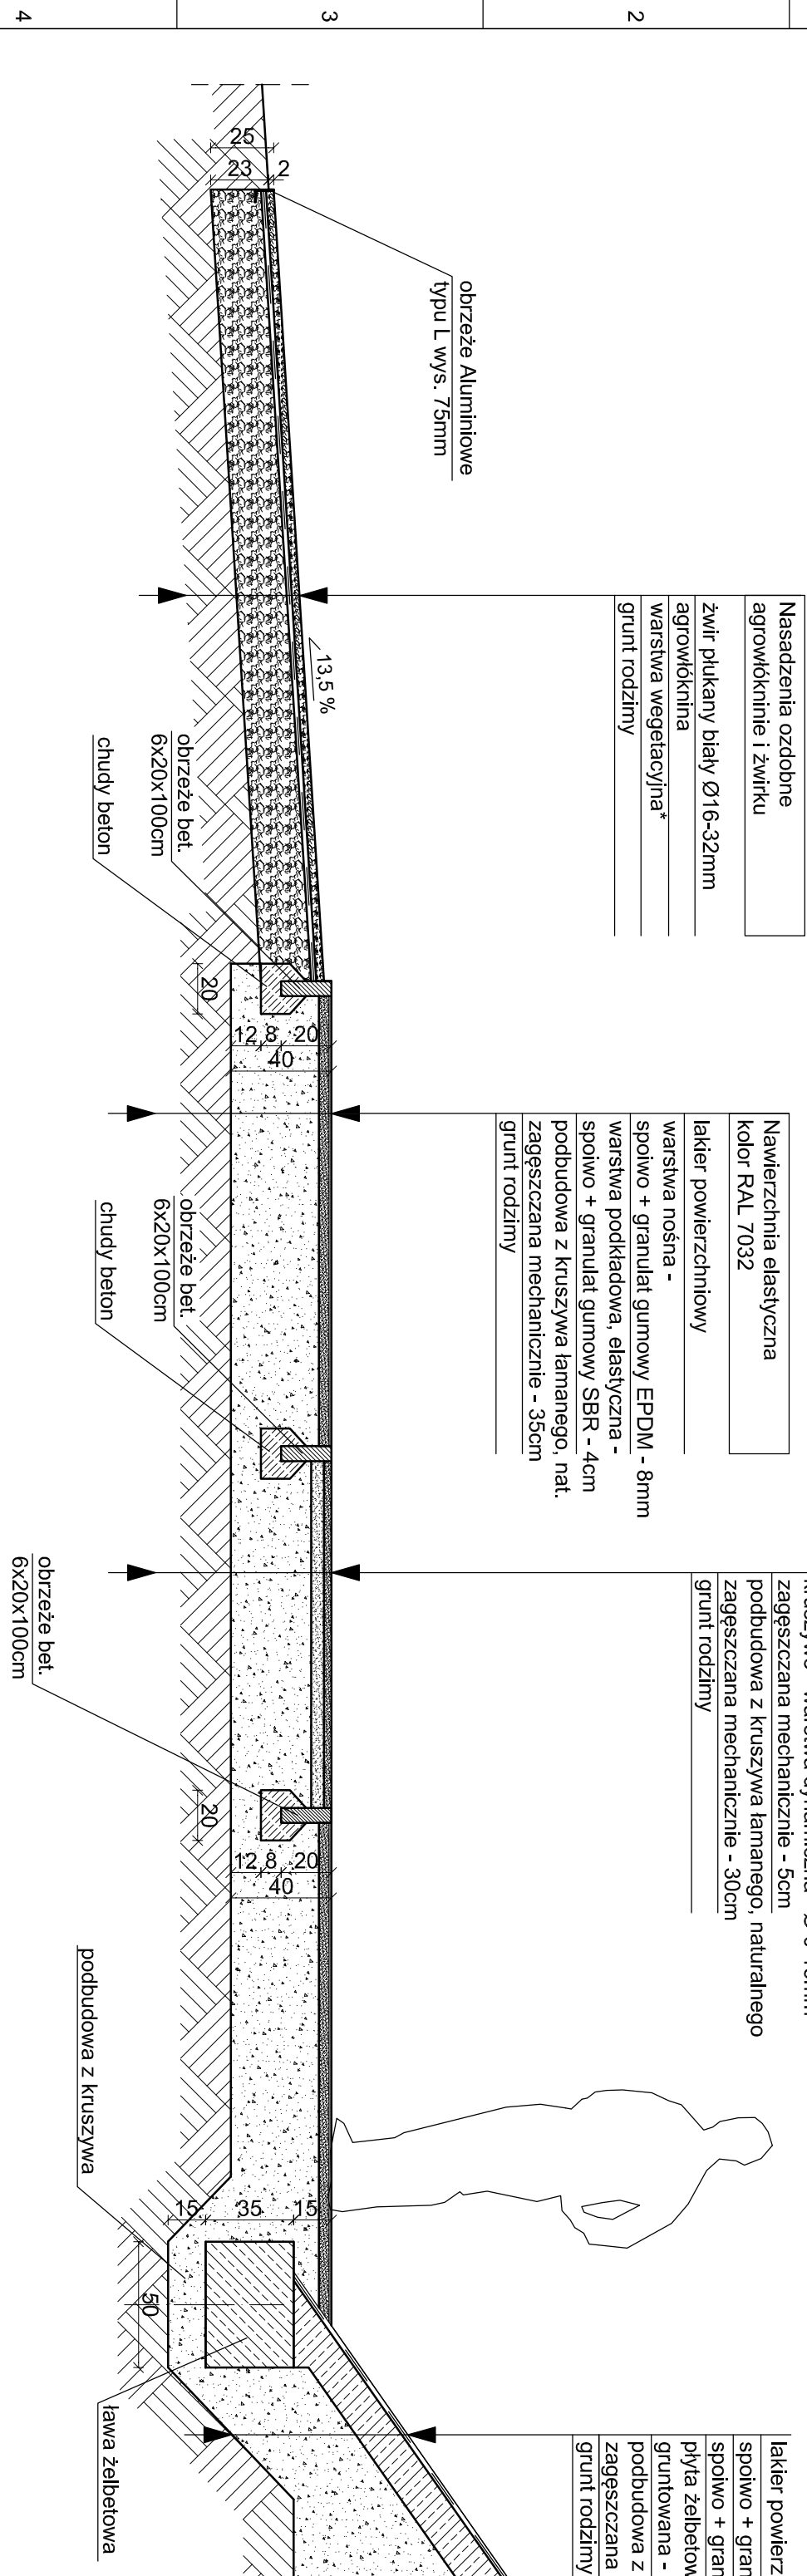 4
3
2
25
23
2
obrzeże Aluminiowe
typu L wys. 75mm
Nasadzenia ozdobne
agrowłókninie i żwirku
żwir płukany biały Ø16-32mm
agrowłóknina
warstwa wegetacyjna*
grunt rodzimy
13,5 %
obrzeże bet.
6x20x100cm
chudy beton
20
12
8
20
40
Nawierzchnia elastyczna
kolor RAL 7032
lakier powierzchniowy
warstwa nośna -
spoiwo + granulat gumowy EPDM - 8mm
warstwa podkładowa, elastyczna -
spoiwo + granulat gumowy SBR - 4cm
podbudowa z kruszywa łamanego, nat.
zagęszczana mechanicznie - 35cm
grunt rodzimy
obrzeże bet.
6x20x100cm
chudy beton
zagęszczana mechanicznie - 5cm
podbudowa z kruszywa łamanego, naturalnego
zagęszczana mechanicznie - 30cm
grunt rodzimy
obrzeże bet.
6x20x100cm
20
12
8
20
40
podbudowa z kruszywa
15
35
15
50
ława żelbetowa
lakier powierz
spoiwo + gran
spoiwo + gran
płyta żelbetow
gruntowana -
podbudowa z
zagęszczana
grunt rodzimy